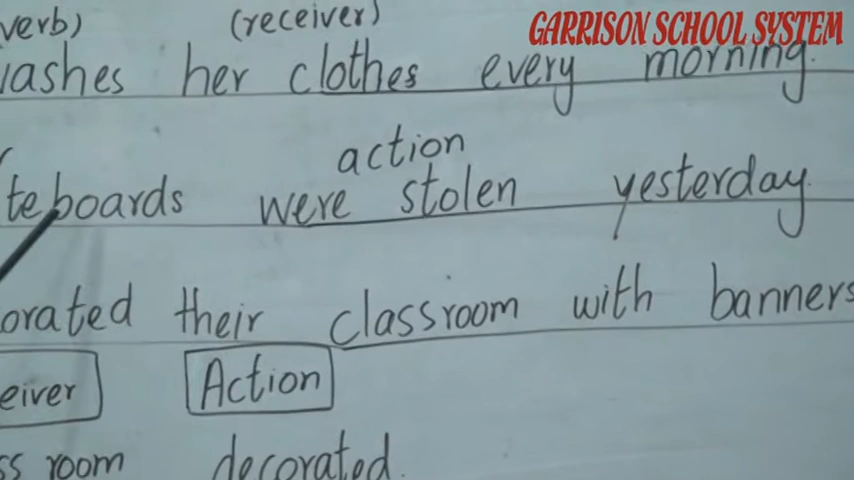 verb) (receiver) GARRISON SCHOOL SYSTEM
ashes her clothes every morning.
action
teboards were stolen yesterday.
orated their classroom with banners
eiver Action
ss room decorated.